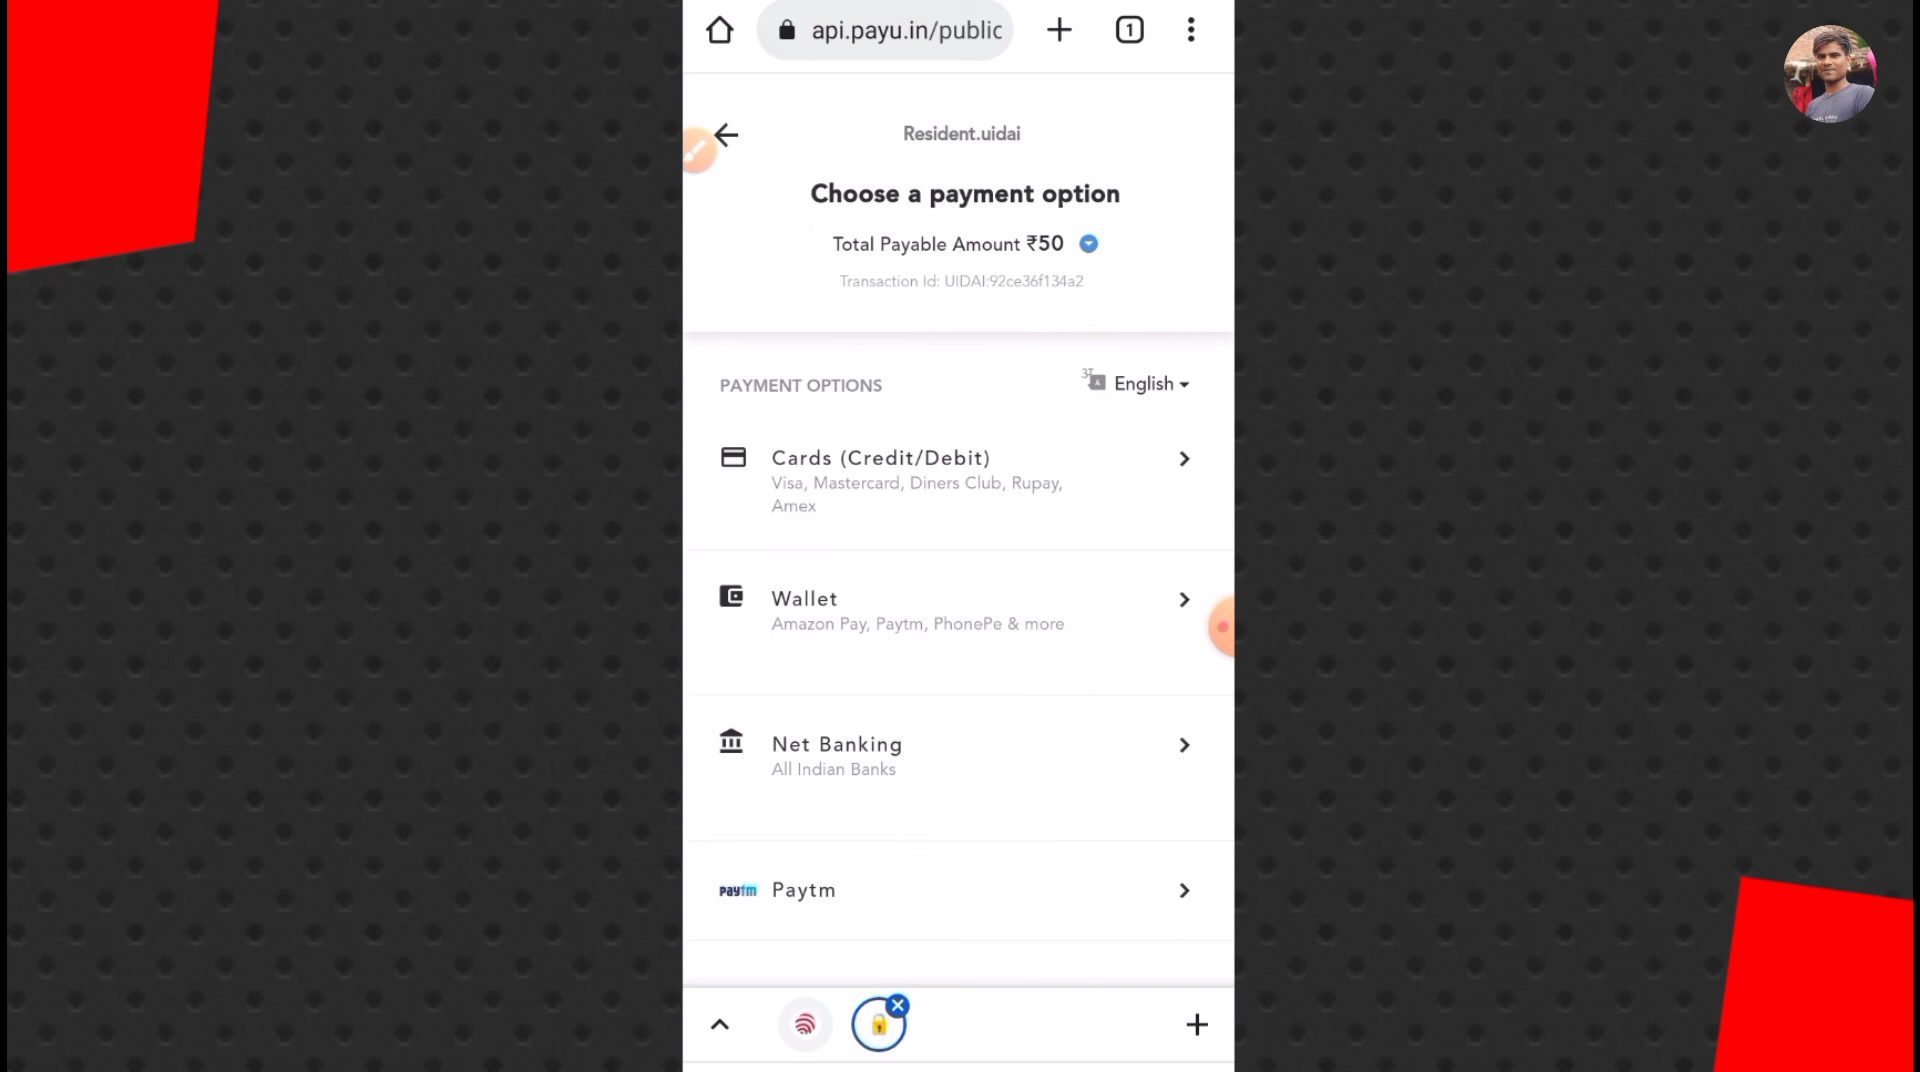 api.payu.in/public
1
Resident.uidai
Choose a payment option
Total Payable Amount ₹50
Transaction Id: UIDAI:92ce36f134a2
PAYMENT OPTIONS
English
Cards (Credit/Debit)
Visa, Mastercard, Diners Club, Rupay,
Amex
Wallet
Amazon Pay, Paytm, PhonePe & more
Net Banking
All Indian Banks
paytm Paytm